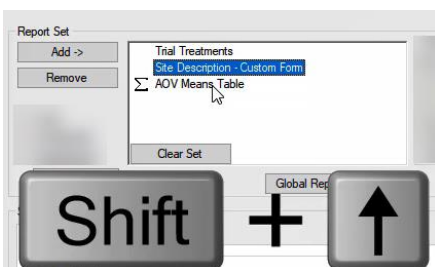 Report Set
Add ->
Remove
Trial Treatments
Site Description - Custom Form
Σ AOV Means Table
Clear Set
Global Rep
Shift + ↑